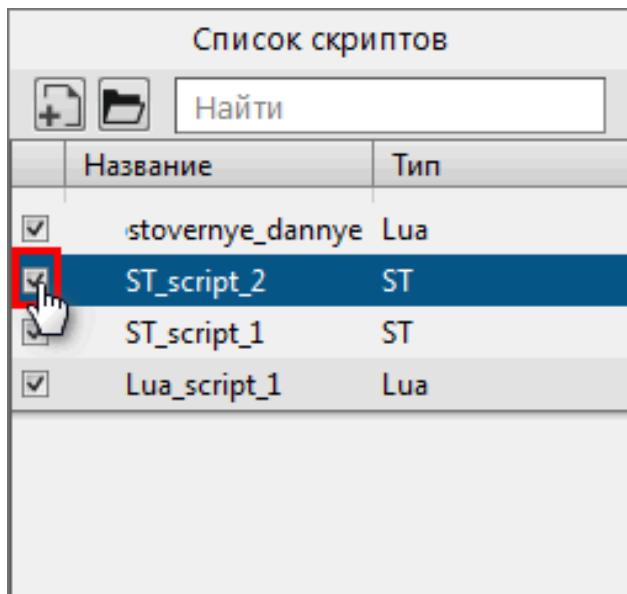 Список скриптов
Найти
Название Тип
stovernye_dannye Lua
ST_script_2 ST
ST_script_1 ST
Lua_script_1 Lua